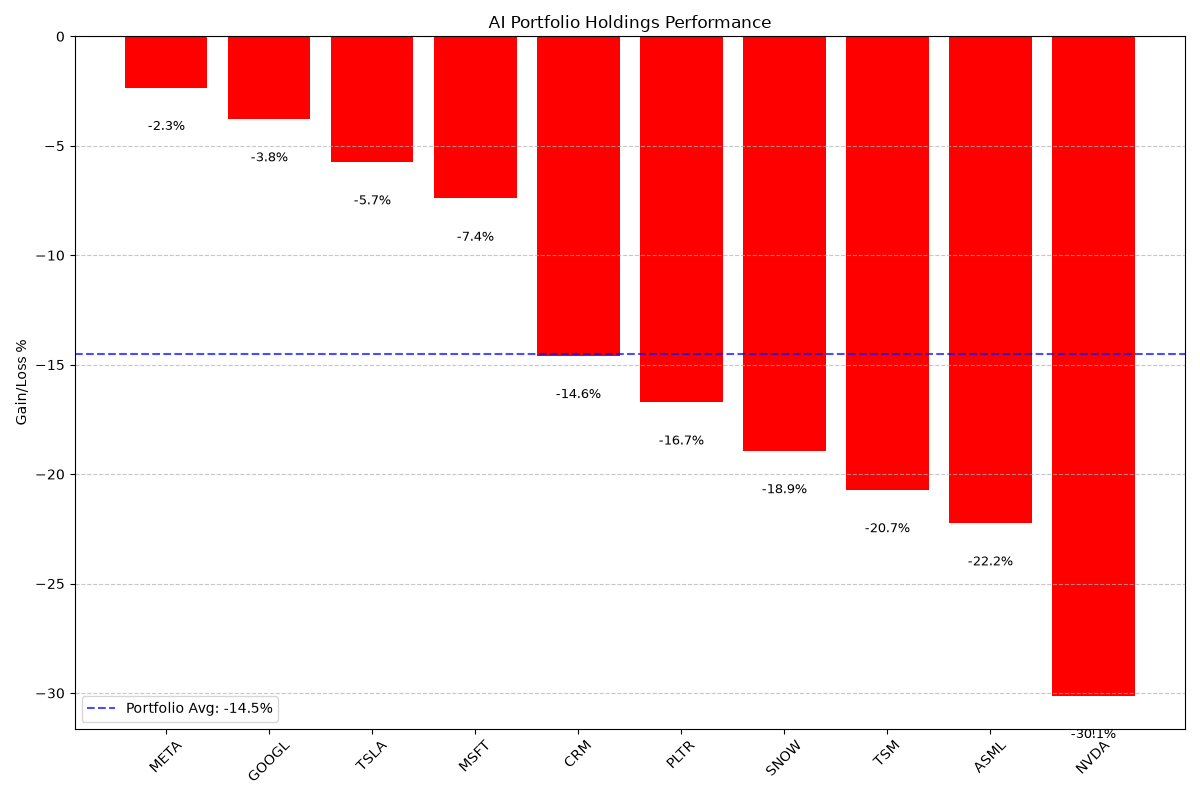 AI Portfolio Holdings Performance
Gain/Loss %
0
−5
−10
−15
−20
−25
−30
-2.3%
-3.8%
-5.7%
-7.4%
-14.6%
-16.7%
-18.9%
-20.7%
-22.2%
-30.1%
Portfolio Avg: -14.5%
META
GOOGL
TSLA
MSFT
CRM
PLTR
SNOW
TSM
ASML
NVDA